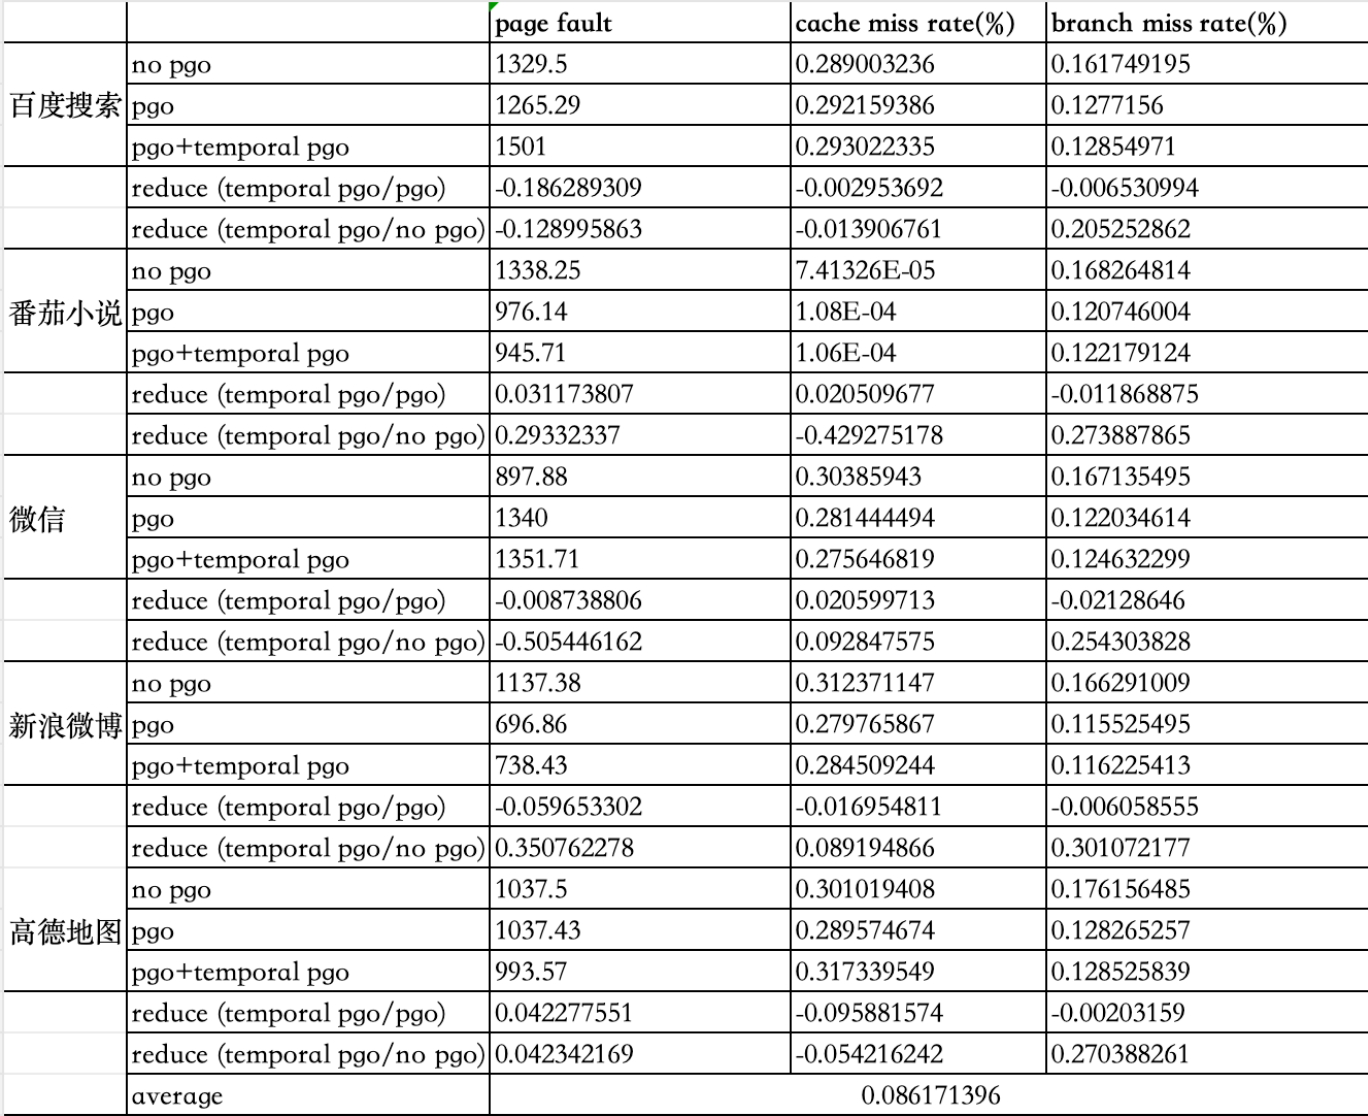 page fault cache miss rate(%) branch miss rate(%)
no pgo 1329.5 0.289003236 0.161749195
百度搜索 pgo 1265.29 0.292159386 0.1277156
pgo+temporal pgo 1501 0.293022335 0.12854971
reduce (temporal pgo/pgo) -0.186289309 -0.002953692 -0.006530994
reduce (temporal pgo/no pgo) -0.128995863 -0.013906761 0.205252862
no pgo 1338.25 7.41326E-05 0.168264814
番茄小说 pgo 976.14 1.08E-04 0.120746004
pgo+temporal pgo 945.71 1.06E-04 0.122179124
reduce (temporal pgo/pgo) 0.031173807 0.020509677 -0.011868875
reduce (temporal pgo/no pgo) 0.29332337 -0.429275178 0.273887865
no pgo 897.88 0.30385943 0.167135495
微信 pgo 1340 0.281444494 0.122034614
pgo+temporal pgo 1351.71 0.275646819 0.124632299
reduce (temporal pgo/pgo) -0.008738806 0.020599713 -0.02128646
reduce (temporal pgo/no pgo) -0.505446162 0.092847575 0.254303828
no pgo 1137.38 0.312371147 0.166291009
新浪微博 pgo 696.86 0.279765867 0.115525495
pgo+temporal pgo 738.43 0.284509244 0.116225413
reduce (temporal pgo/pgo) -0.059653302 -0.016954811 -0.006058555
reduce (temporal pgo/no pgo) 0.350762278 0.089194866 0.301072177
no pgo 1037.5 0.301019408 0.176156485
高德地图 pgo 1037.43 0.289574674 0.128265257
pgo+temporal pgo 993.57 0.317339549 0.128525839
reduce (temporal pgo/pgo) 0.042277551 -0.095881574 -0.00203159
reduce (temporal pgo/no pgo) 0.042342169 -0.054216242 0.270388261
average 0.086171396